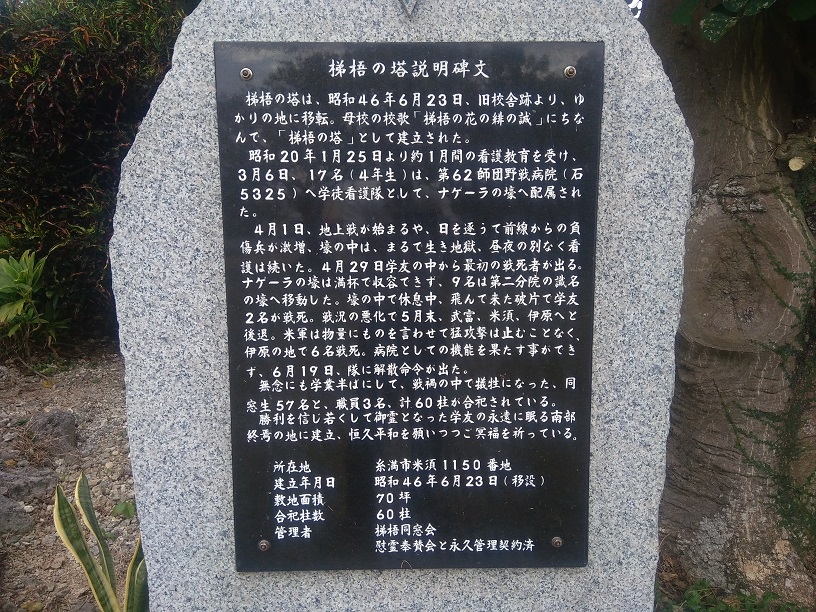 梯梧の塔説明碑文
梯梧の塔は、昭和46年6月23日、旧校舎跡より、ゆ
かりの地に移転。母校の校歌「梯梧の花の緋の誠」にちな
んで、「梯梧の塔」として建立された。
昭和20年1月25日より約1月間の看護教育を受け、
3月6日、17名(4年生)は、第62師団野戦病院(石
5325)へ学徒看護隊として、ナゲーラの壕へ配属され
た。
4月1日、地上戦が始まるや、日を逐うて前線からの負
傷兵が激増、壕の中は、まるで生き地獄、昼夜の別なく看
護は続いた。4月29日学友の中から最初の戦死者が出る。
ナゲーラの壕は満杯で収容できず、9名は第二分院の識名
の壕へ移動した。壕の中で休息中、飛んで来た破片で学友
2名が戦死。戦況の悪化で5月末、武富、米須、伊原へと
後退。米軍は物量にものを言わせて猛攻撃は止むことなく、
伊原の地で6名戦死。病院としての機能を果たす事ができ
ず、6月19日、隊に解散命令が出た。
無念にも学業半ばにして、戦禍の中で犠牲になった、同
窓生57名と、職員3名、計60柱が合祀されている。
勝利を信じ若くして御霊となった学友の永遠に眠る南部
終焉の地に建立、恒久平和を願いつつご冥福を祈っている。
所在地 糸満市米須1150番地
建立年月日 昭和46年6月23日(移設)
敷地面積 70坪
合祀柱数 60柱
管理者 梯梧同窓会
慰霊奉賛会と永久管理契約済